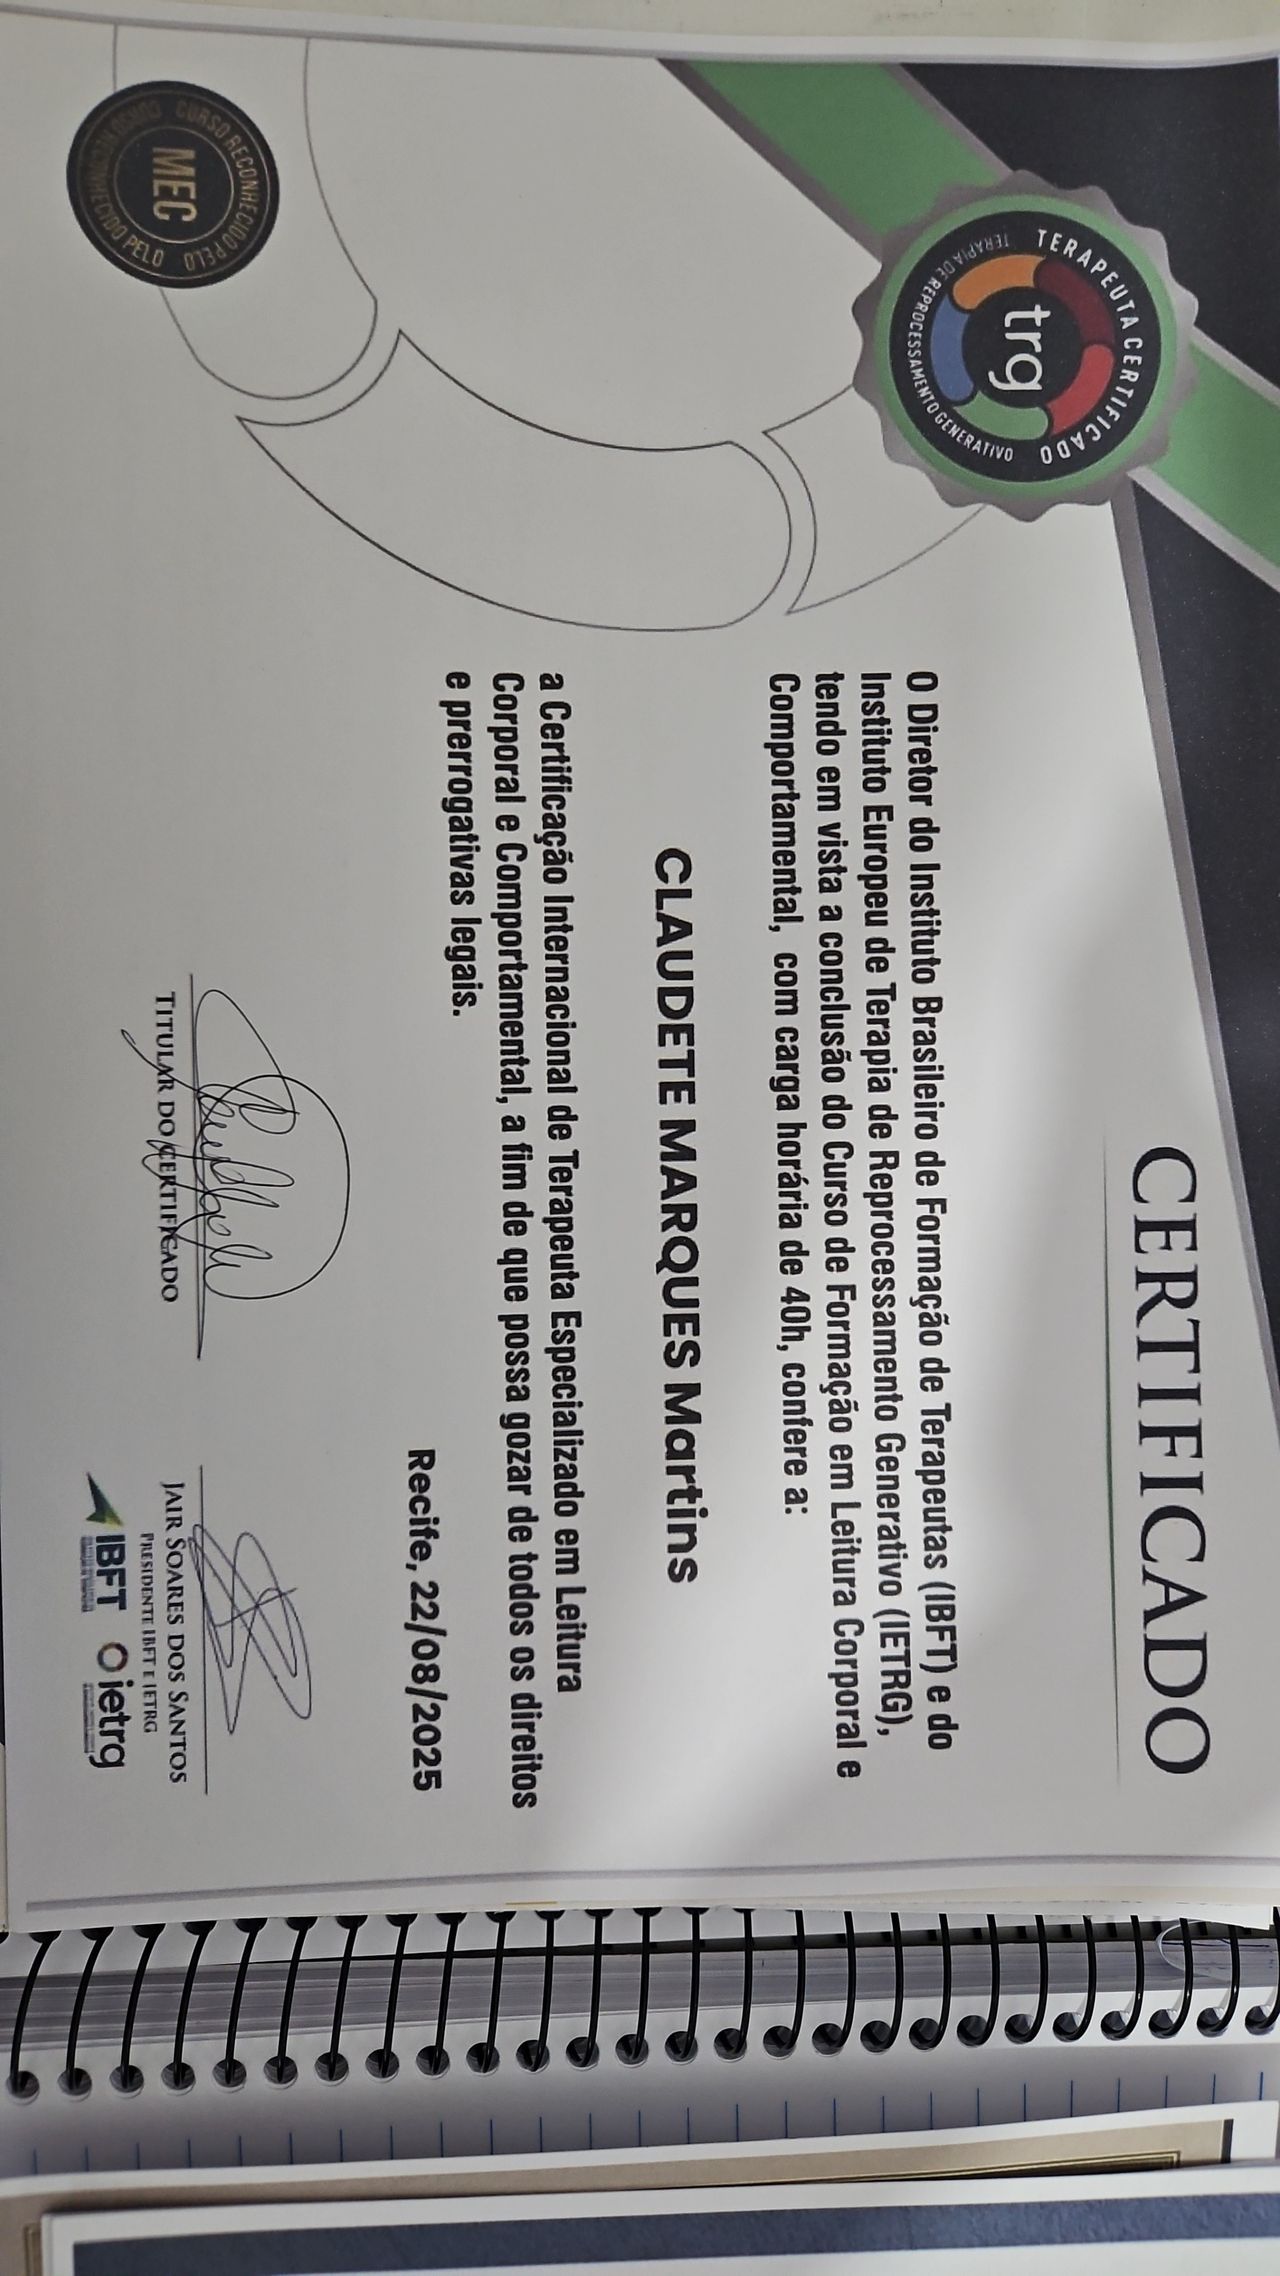 CERTIFICADO
TERAPEUTA CERTIFICADO
trg
TERAPIA DE REPROCESSAMENTO GENERATIVO
O Diretor do Instituto Brasileiro de Formação de Terapeutas (IBFT) e do
Instituto Europeu de Terapia de Reprocessamento Generativo (IETRG),
tendo em vista a conclusão do Curso de Formação em Leitura Corporal e
Comportamental, com carga horária de 40h, confere a:
CLAUDETE MARQUES Martins
a Certificação Internacional de Terapeuta Especializado em Leitura
Corporal e Comportamental, a fim de que possa gozar de todos os direitos
e prerrogativas legais.
Recife, 22/08/2025
CURSO RECONHECIDO PELO
MEC
CURSO RECONHECIDO PELO
TITULAR DO CERTIFICADO
JAIR SOARES DOS SANTOS
PRESIDENTE IBFT E IETRG
IBFT
ietrg